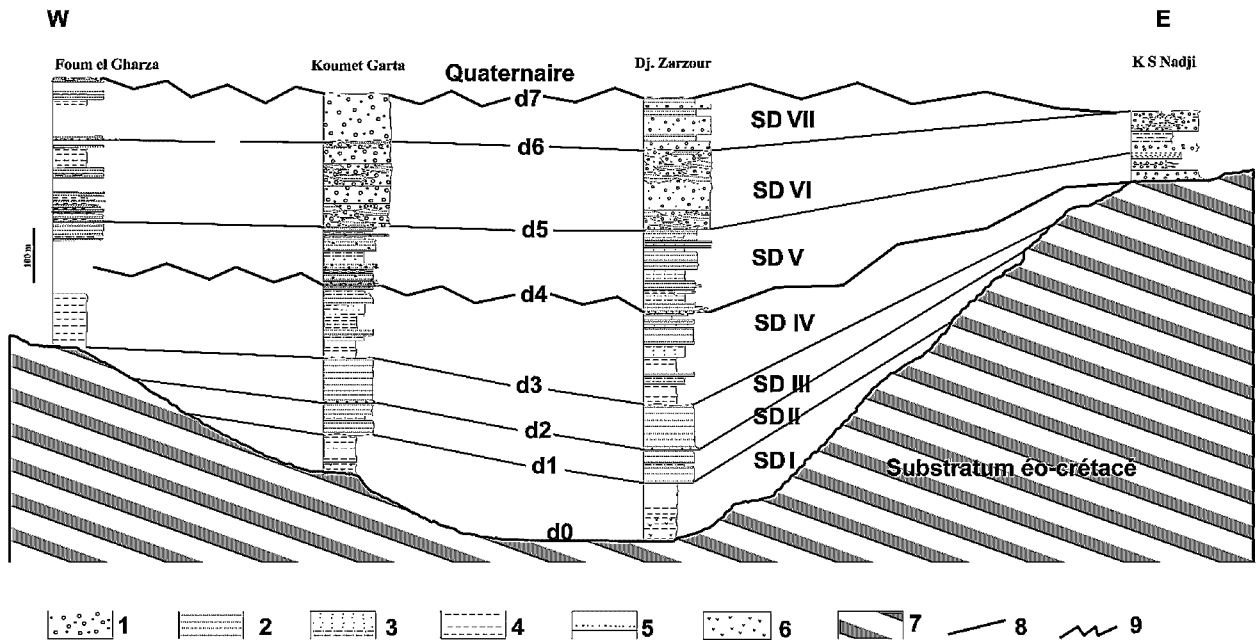 W
E
Foum el Gharza
Koumet Garta
Quaternaire
Dj. Zarzour
K S Nadji
d7
SD VII
d6
SD VI
d5
SD V
100 m
d4
SD IV
d3
SD III
d2
SD II
d1
SD I
Substratum éo-crétacé
d0
1 2 3 4 5 6 7 8 9